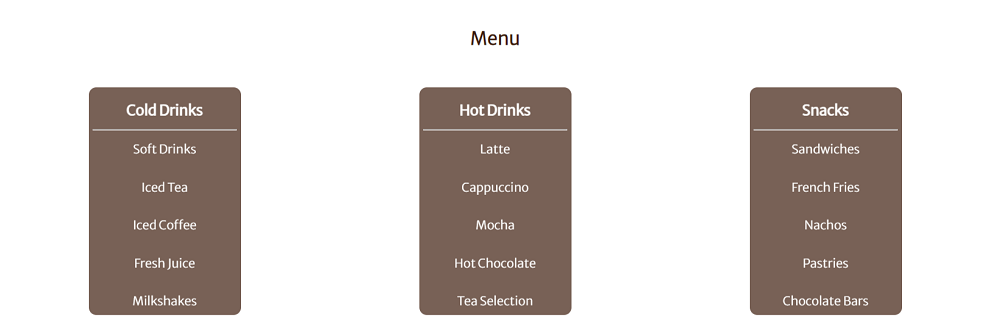 Menu
Cold Drinks
Soft Drinks
Iced Tea
Iced Coffee
Fresh Juice
Milkshakes
Hot Drinks
Latte
Cappuccino
Mocha
Hot Chocolate
Tea Selection
Snacks
Sandwiches
French Fries
Nachos
Pastries
Chocolate Bars